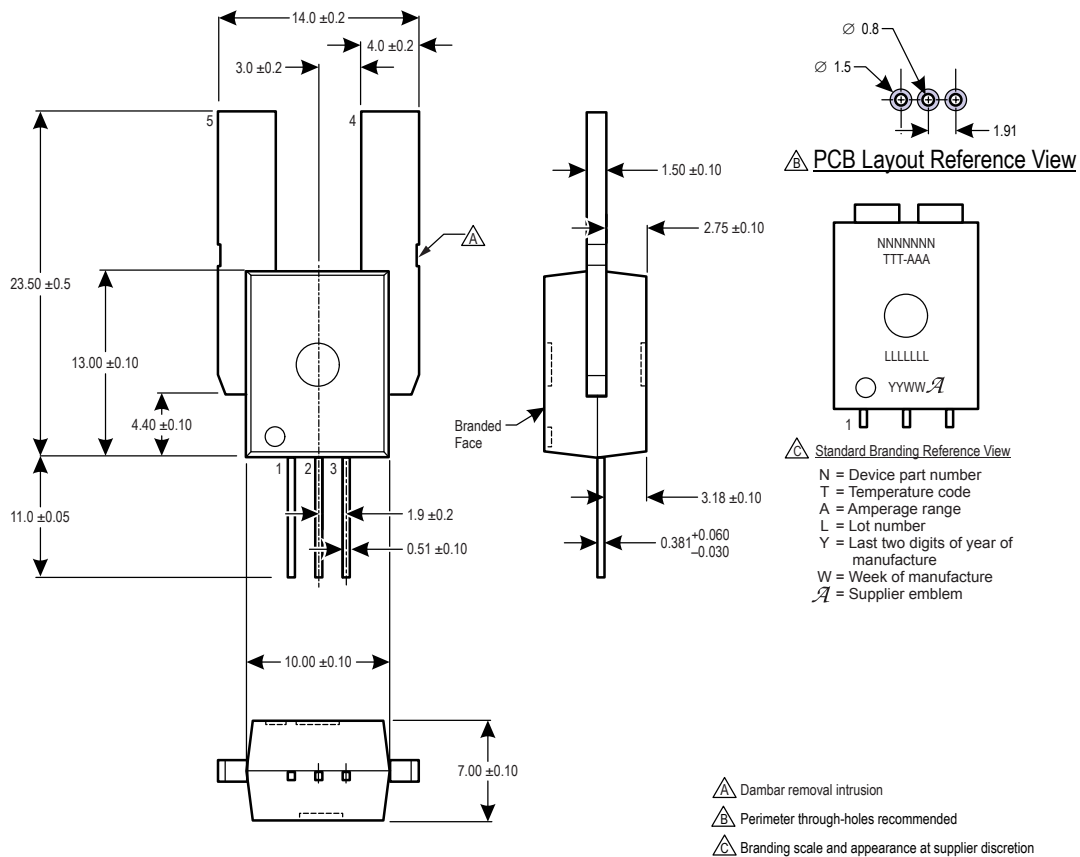 14.0 ±0.2
4.0 ±0.2
3.0 ±0.2
5
4
A
23.50 ±0.5
13.00 ±0.10
4.40 ±0.10
1
2
3
11.0 ±0.05
1.9 ±0.2
0.51 ±0.10
10.00 ±0.10
7.00 ±0.10
1.50 ±0.10
2.75 ±0.10
Branded
Face
3.18 ±0.10
0.381 +0.060
–0.030
Ø 0.8
Ø 1.5
1.91
B PCB Layout Reference View
NNNNNNN
TTT-AAA
LLLLLLL
YYWW A
1
C Standard Branding Reference View
N = Device part number
T = Temperature code
A = Amperage range
L = Lot number
Y = Last two digits of year of
manufacture
W = Week of manufacture
A = Supplier emblem
A Dambar removal intrusion
B Perimeter through-holes recommended
C Branding scale and appearance at supplier discretion